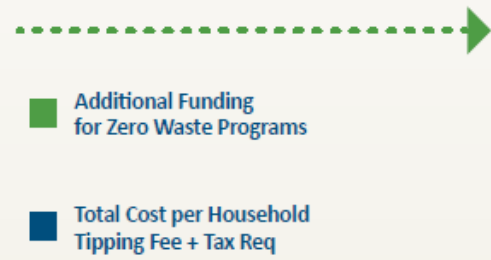 Additional Funding
for Zero Waste Programs
Total Cost per Household
Tipping Fee + Tax Req